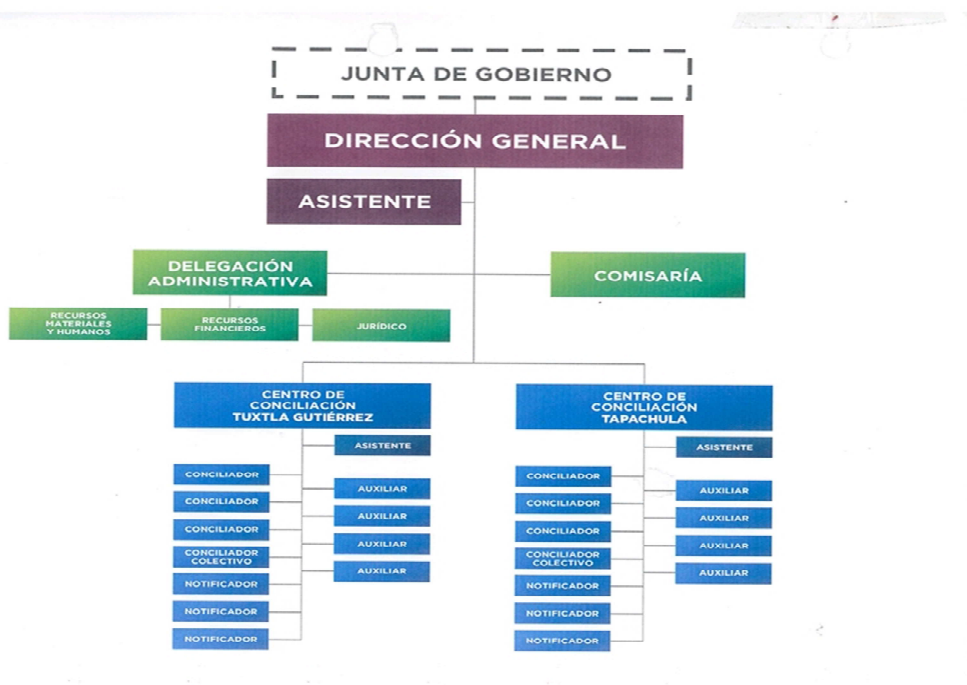 JUNTA DE GOBIERNO
DIRECCIÓN GENERAL
ASISTENTE
DELEGACIÓN
ADMINISTRATIVA
COMISARÍA
RECURSOS
MATERIALES
Y HUMANOS
RECURSOS
FINANCIEROS
JURÍDICO
CENTRO DE
CONCILIACIÓN
TUXTLA GUTIÉRREZ
ASISTENTE
CONCILIADOR
AUXILIAR
CONCILIADOR
AUXILIAR
CONCILIADOR
AUXILIAR
CONCILIADOR
COLECTIVO
AUXILIAR
NOTIFICADOR
NOTIFICADOR
NOTIFICADOR
CENTRO DE
CONCILIACIÓN
TAPACHULA
ASISTENTE
CONCILIADOR
AUXILIAR
CONCILIADOR
AUXILIAR
CONCILIADOR
AUXILIAR
CONCILIADOR
COLECTIVO
AUXILIAR
NOTIFICADOR
NOTIFICADOR
NOTIFICADOR